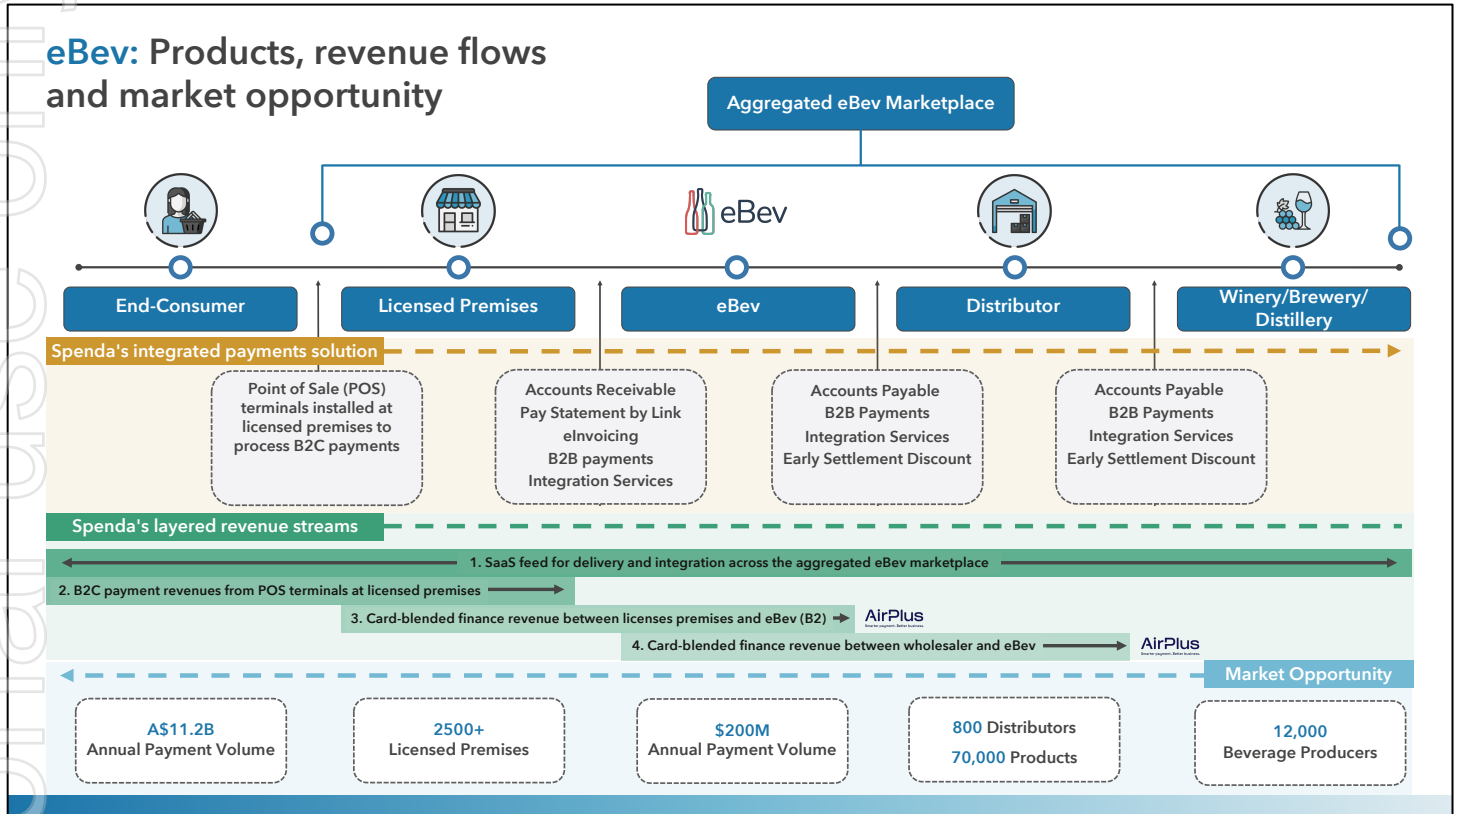 eBev: Products, revenue flows
and market opportunity
Aggregated eBev Marketplace
eBev
End-Consumer
Licensed Premises
eBev
Distributor
Winery/Brewery/
Distillery
Spenda's integrated payments solution
Point of Sale (POS)
terminals installed at
licensed premises to
process B2C payments
Accounts Receivable
Pay Statement by Link
eInvoicing
B2B payments
Integration Services
Accounts Payable
B2B Payments
Integration Services
Early Settlement Discount
Accounts Payable
B2B Payments
Integration Services
Early Settlement Discount
Spenda's layered revenue streams
1. SaaS feed for delivery and integration across the aggregated eBev marketplace
2. B2C payment revenues from POS terminals at licensed premises
3. Card-blended finance revenue between licenses premises and eBev (B2)
AirPlus
4. Card-blended finance revenue between wholesaler and eBev
AirPlus
Market Opportunity
A$11.2B
Annual Payment Volume
2500+
Licensed Premises
$200M
Annual Payment Volume
800 Distributors
70,000 Products
12,000
Beverage Producers